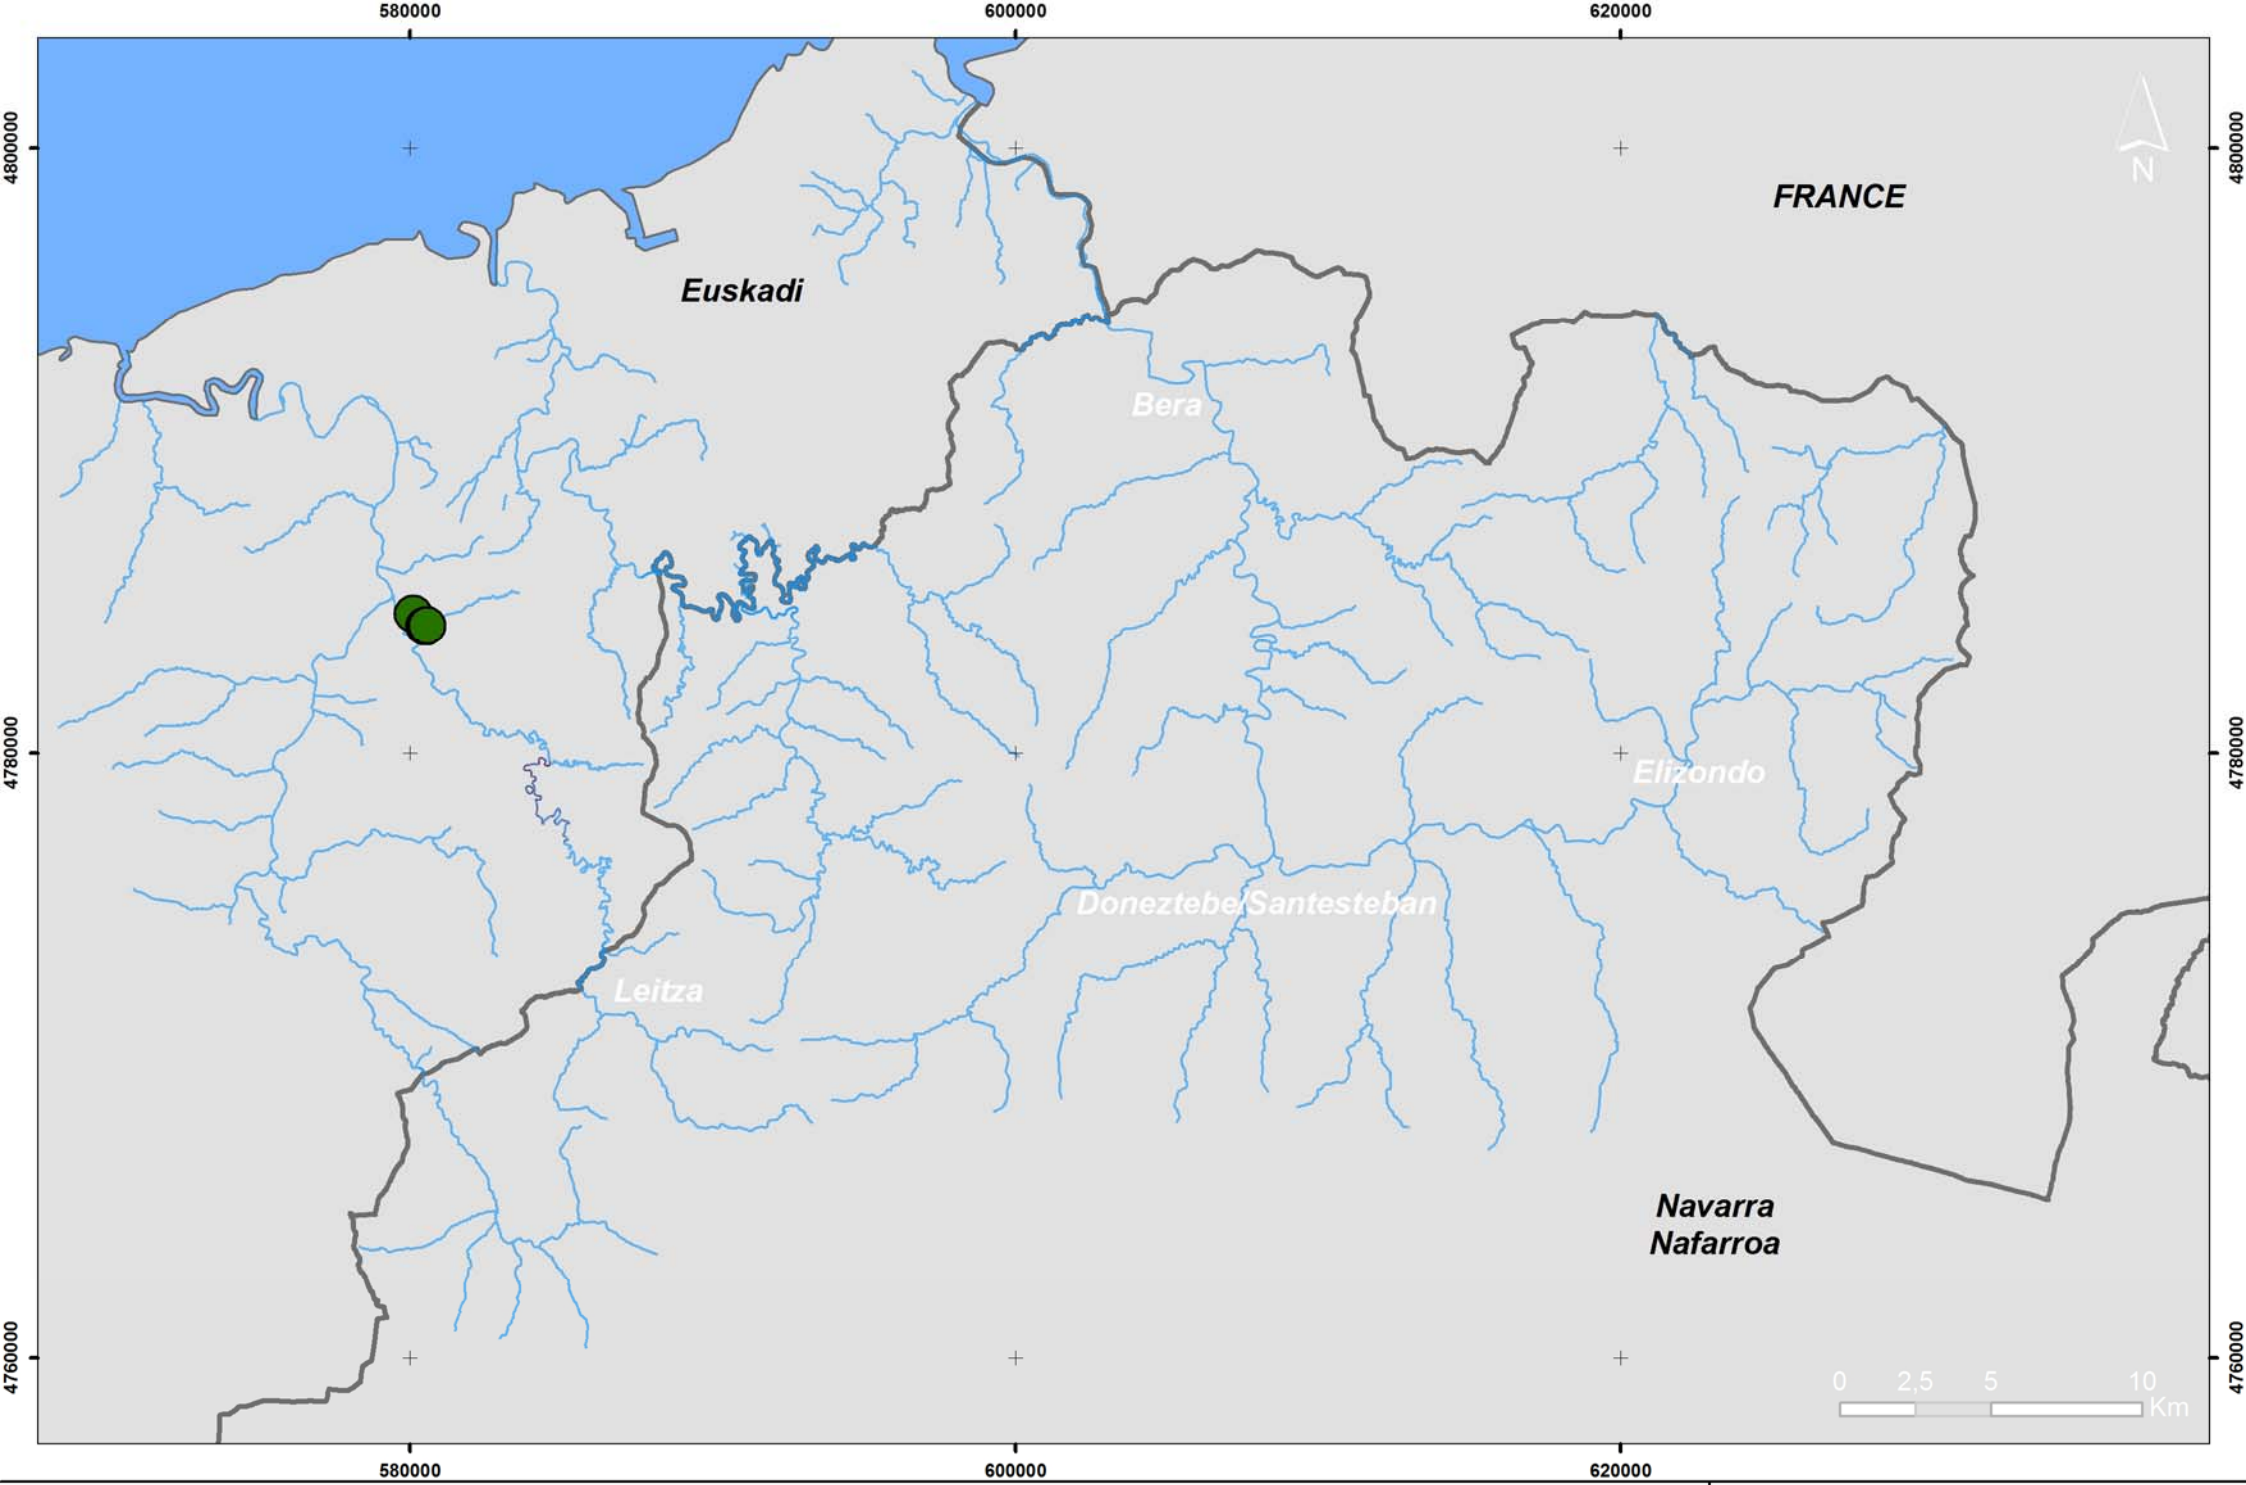 580000 600000 620000
4800000 4800000
N
FRANCE
Euskadi
Bera
4780000 4780000
Elizondo
Doneztebe/Santesteban
Leitza
Navarra
Nafarroa
4760000 4760000
0 2,5 5 10
Km
580000 600000 620000